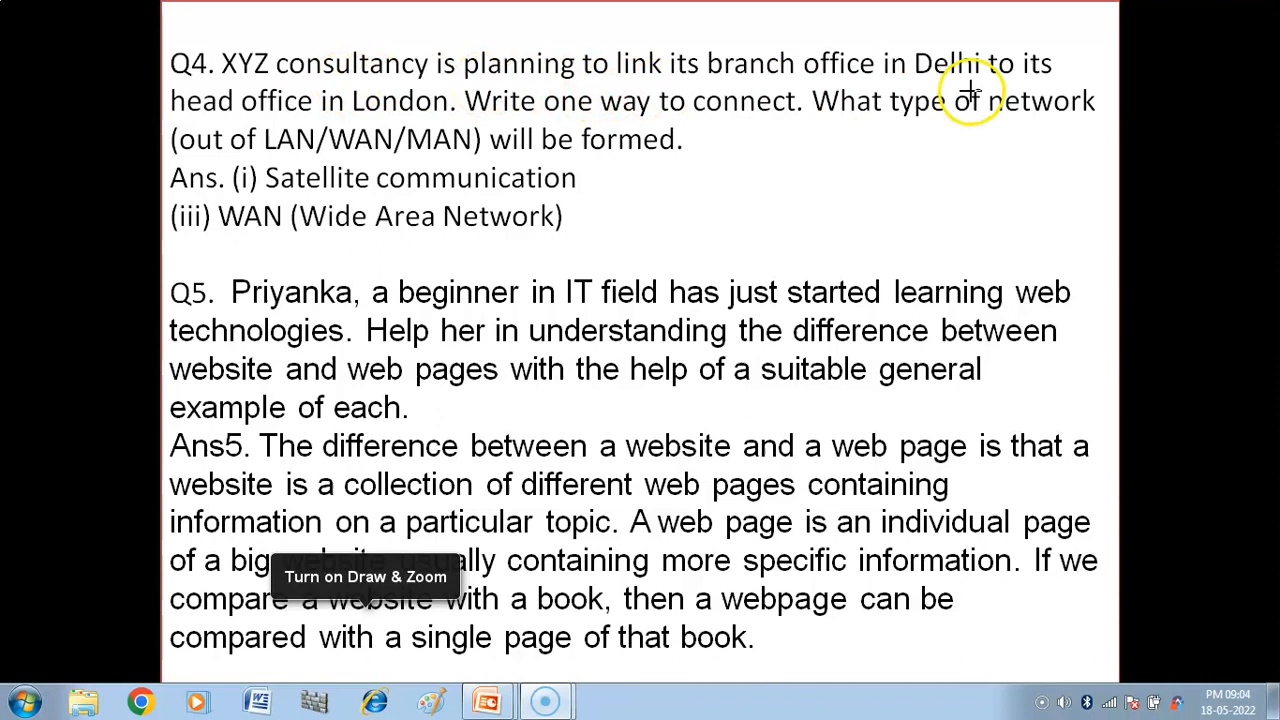 Q4. XYZ consultancy is planning to link its branch office in Delhi to its
head office in London. Write one way to connect. What type of network
(out of LAN/WAN/MAN) will be formed.
Ans. (i) Satellite communication
(iii) WAN (Wide Area Network)
Q5. Priyanka, a beginner in IT field has just started learning web
technologies. Help her in understanding the difference between
website and web pages with the help of a suitable general
example of each.
Ans5. The difference between a website and a web page is that a
website is a collection of different web pages containing
information on a particular topic. A web page is an individual page
of a big website usually containing more specific information. If we
Turn on Draw & Zoom
compare a website with a book, then a webpage can be
compared with a single page of that book.
PM 09:04
18-05-2022